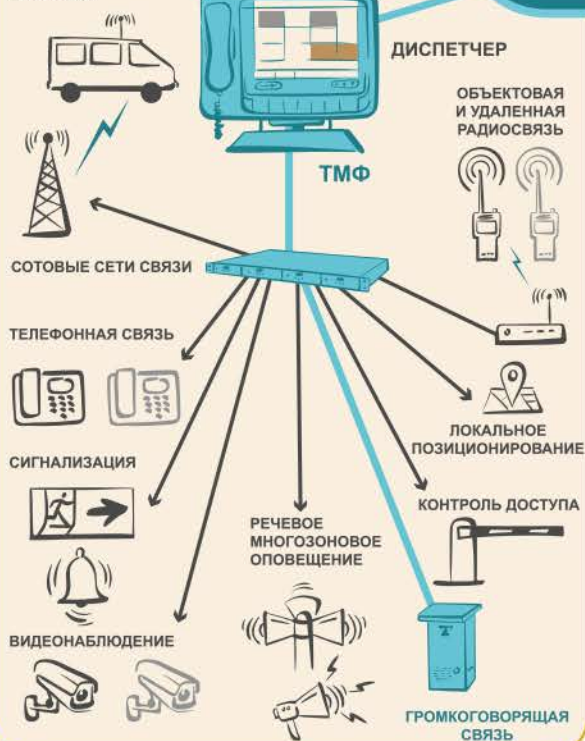 ДИСПЕТЧЕР
ОБЪЕКТОВАЯ
И УДАЛЕННАЯ
РАДИОСВЯЗЬ
ТМФ
СОТОВЫЕ СЕТИ СВЯЗИ
ТЕЛЕФОННАЯ СВЯЗЬ
ЛОКАЛЬНОЕ
ПОЗИЦИОНИРОВАНИЕ
СИГНАЛИЗАЦИЯ
КОНТРОЛЬ ДОСТУПА
РЕЧЕВОЕ
МНОГОЗОНОВОЕ
ОПОВЕЩЕНИЕ
ВИДЕОНАБЛЮДЕНИЕ
ГРОМКОГОВОРЯЩАЯ
СВЯЗЬ